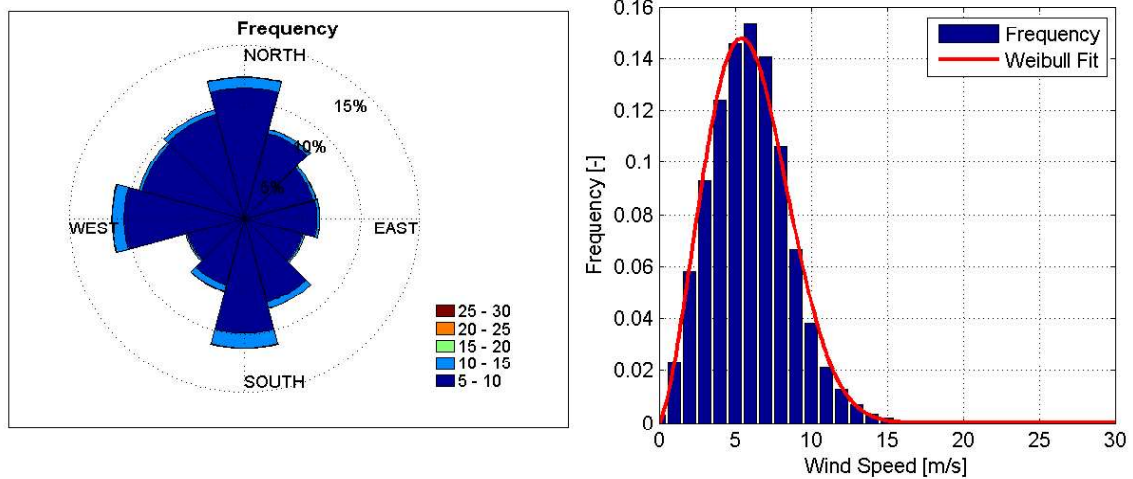 Frequency
NORTH
15%
10%
5%
WEST
EAST
SOUTH
25 - 30
20 - 25
15 - 20
10 - 15
5 - 10
0.16
0.14
0.12
0.1
0.08
0.06
0.04
0.02
0
Frequency [-]
Frequency
Weibull Fit
0 5 10 15 20 25 30
Wind Speed [m/s]